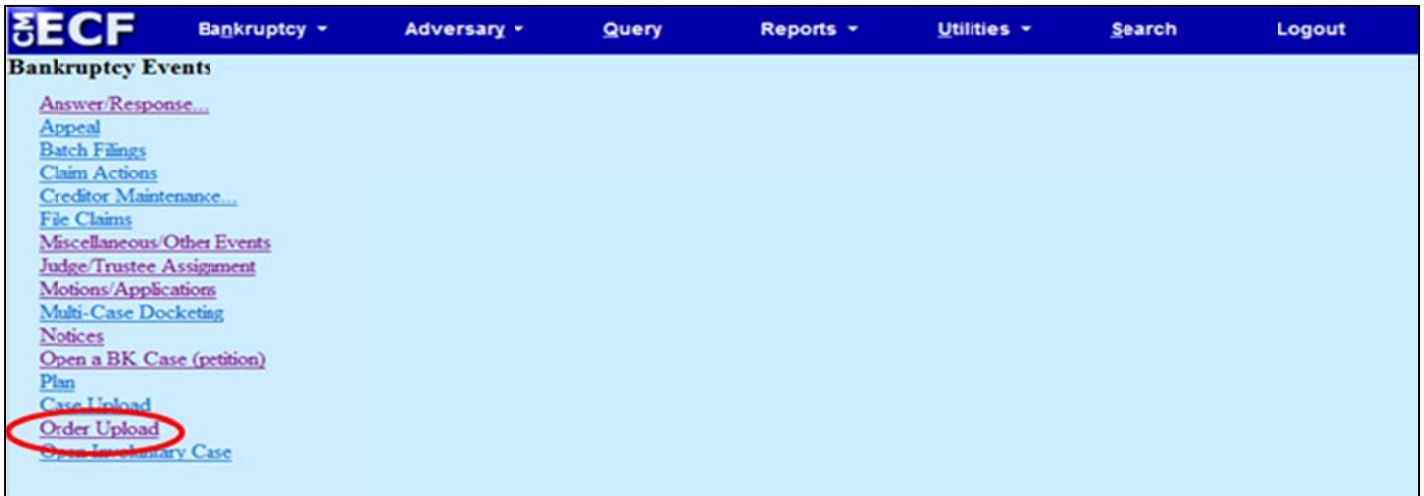 CM ECF Bankruptcy Adversary Query Reports Utilities Search Logout
Bankruptcy Events
Answer/Response...
Appeal
Batch Filings
Claim Actions
Creditor Maintenance...
File Claims
Miscellaneous/Other Events
Judge/Trustee Assignment
Motions/Applications
Multi-Case Docketing
Notices
Open a BK Case (petition)
Plan
Case Upload
Order Upload
Open Involuntary Case